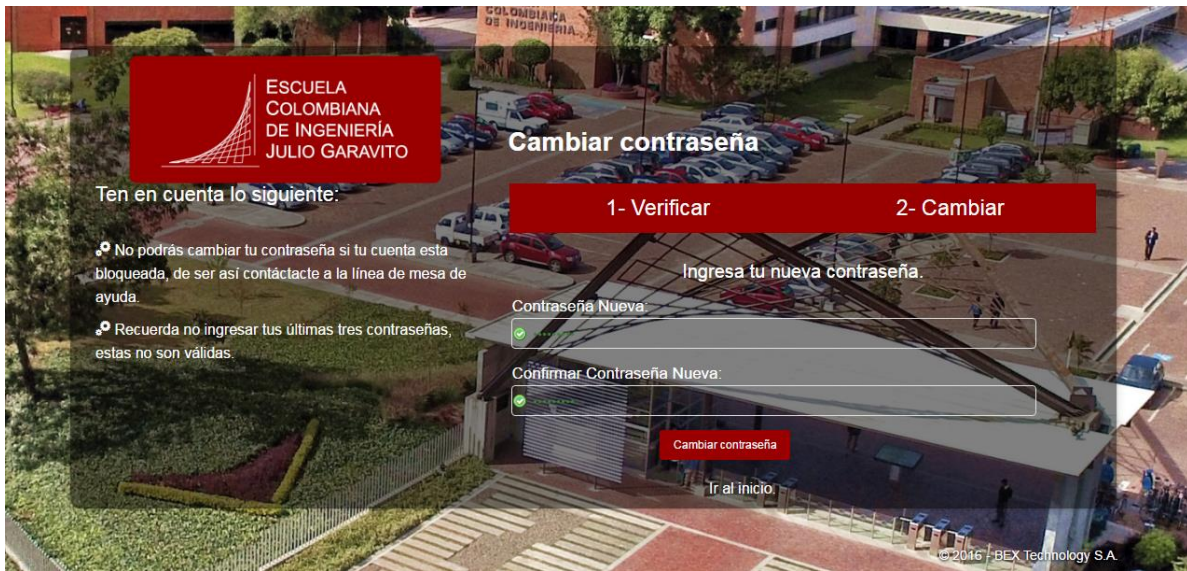 COLOMBIANA
DE INGENIERIA
ESCUELA
COLOMBIANA
DE INGENIERÍA
JULIO GARAVITO
Ten en cuenta lo siguiente:
No podrás cambiar tu contraseña si tu cuenta esta
bloqueada, de ser así contáctacte a la línea de mesa de
ayuda.
Recuerda no ingresar tus últimas tres contraseñas,
estas no son válidas.
Cambiar contraseña
1- Verificar
2- Cambiar
Ingresa tu nueva contraseña.
Contraseña Nueva:
Confirmar Contraseña Nueva:
Cambiar contraseña
Ir al inicio.
© 2016 - BEX Technology S.A.